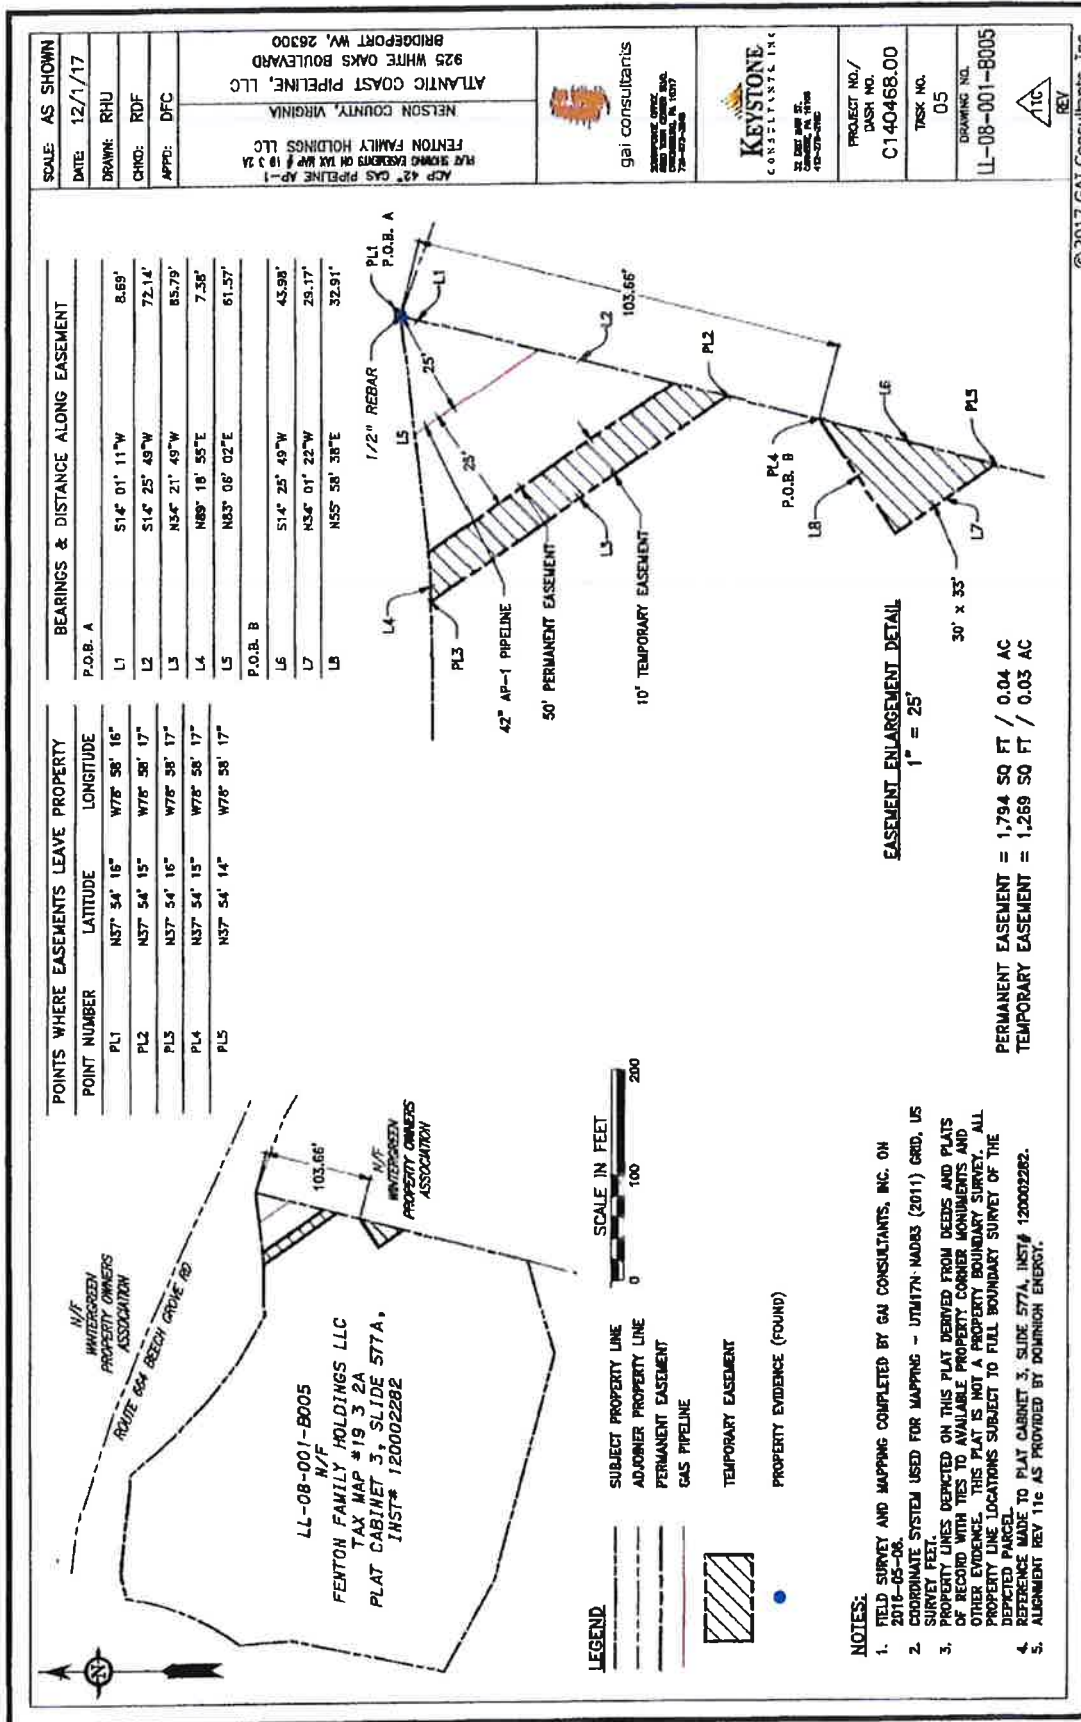 POINTS WHERE EASEMENTS LEAVE PROPERTY
POINT NUMBER LATITUDE LONGITUDE
PL1 N37° 54' 16" W78° 58' 16"
PL2 N37° 54' 15" W78° 58' 17"
PL3 N37° 54' 16" W78° 58' 17"
PL4 N37° 54' 15" W78° 58' 17"
PL5 N37° 54' 14" W78° 58' 17"
BEARINGS & DISTANCE ALONG EASEMENT
P.O.B. A
L1 S14° 01' 11"W 8.69'
L2 S14° 25' 49"W 72.14'
L3 N34° 21' 49"W 85.79'
L4 N89° 18' 55"E 7.38'
L5 N83° 06' 02"E 61.57'
P.O.B. B
L6 S14° 25' 49"W 43.98'
L7 N34° 01' 22"W 29.17'
L8 N55° 58' 38"E 32.91'
N
N/F
WINTERGREEN
PROPERTY OWNERS
ASSOCIATION
ROUTE 664 BEECH GROVE RD
103.66'
N/F
WINTERGREEN
PROPERTY OWNERS
ASSOCIATION
LL-08-001-B005
N/F
FENTON FAMILY HOLDINGS LLC
TAX MAP #19 3 2A
PLAT CABINET 3, SLIDE 577A,
INST# 120002282
1/2" REBAR
PL1
P.O.B. A
L1
25'
L5
25'
L2
103.66'
L4
PL3
42" AP-1 PIPELINE
50' PERMANENT EASEMENT
L3
10' TEMPORARY EASEMENT
PL2
PL4
P.O.B. B
L8
L6
PL5
L7
30' x 33'
EASEMENT ENLARGEMENT DETAIL
1" = 25'
LEGEND
SUBJECT PROPERTY LINE
ADJOINER PROPERTY LINE
PERMANENT EASEMENT
GAS PIPELINE
TEMPORARY EASEMENT
PROPERTY EVIDENCE (FOUND)
SCALE IN FEET
0 100 200
NOTES:
1. FIELD SURVEY AND MAPPING COMPLETED BY GAI CONSULTANTS, INC. ON
2016-05-06.
2. COORDINATE SYSTEM USED FOR MAPPING - UTM17N NAD83 (2011) GRID, US
SURVEY FEET.
3. PROPERTY LINES DEPICTED ON THIS PLAT DERIVED FROM DEEDS AND PLATS
OF RECORD WITH TIES TO AVAILABLE PROPERTY CORNER MONUMENTS AND
OTHER EVIDENCE. THIS PLAT IS NOT A PROPERTY BOUNDARY SURVEY. ALL
PROPERTY LINE LOCATIONS SUBJECT TO FULL BOUNDARY SURVEY OF THE
DEPICTED PARCEL.
4. REFERENCE MADE TO PLAT CABINET 3, SLIDE 577A, INST# 120002282.
5. ALIGNMENT REV 11c AS PROVIDED BY DOMINION ENERGY.
PERMANENT EASEMENT = 1,794 SQ FT / 0.04 AC
TEMPORARY EASEMENT = 1,269 SQ FT / 0.03 AC
SCALE: AS SHOWN
DATE: 12/1/17
DRAWN: RHU
CHKD: RDF
APPD: DFC
ACP 42" GAS PIPELINE AP-1
PLAT SHOWING EASEMENTS ON TAX MAP # 19 3 2A
FENTON FAMILY HOLDINGS LLC
NELSON COUNTY, VIRGINIA
ATLANTIC COAST PIPELINE, LLC
925 WHITE OAKS BOULEVARD
BRIDGEPORT WV, 26300
gai consultants
KEYSTONE
CONSULTANTS, INC
PROJECT NO./
DASH NO.
C140468.00
TASK NO.
05
DRAWING NO.
LL-08-001-B005
11C
REV
©2017 GAI Consultants, Inc.